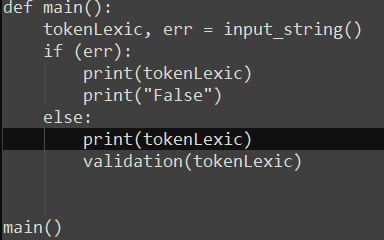 def main():
    tokenLexic, err = input_string()
    if (err):
        print(tokenLexic)
        print("False")
    else:
        print(tokenLexic)
        validation(tokenLexic)
main()